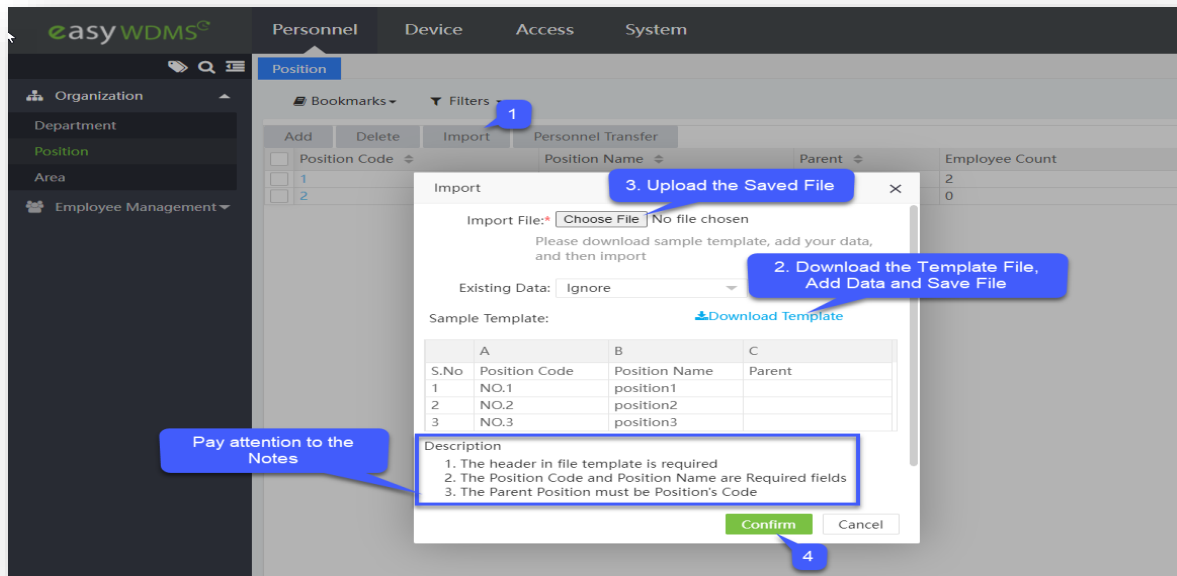 easy WDMS
Personnel Device Access System
Position
Organization
Bookmarks Filters
1
Department
Add Delete Import Personnel Transfer
Position
Position Code Position Name Parent Employee Count
Area
1 2
2 0
Employee Management
Import
3. Upload the Saved File
Import File:* Choose File No file chosen
Please download sample template, add your data,
and then import
2. Download the Template File,
Add Data and Save File
Existing Data: Ignore
Sample Template: Download Template
A B C
S.No Position Code Position Name Parent
1 NO.1 position1
2 NO.2 position2
3 NO.3 position3
Pay attention to the
Notes
Description
1. The header in file template is required
2. The Position Code and Position Name are Required fields
3. The Parent Position must be Position's Code
Confirm Cancel
4